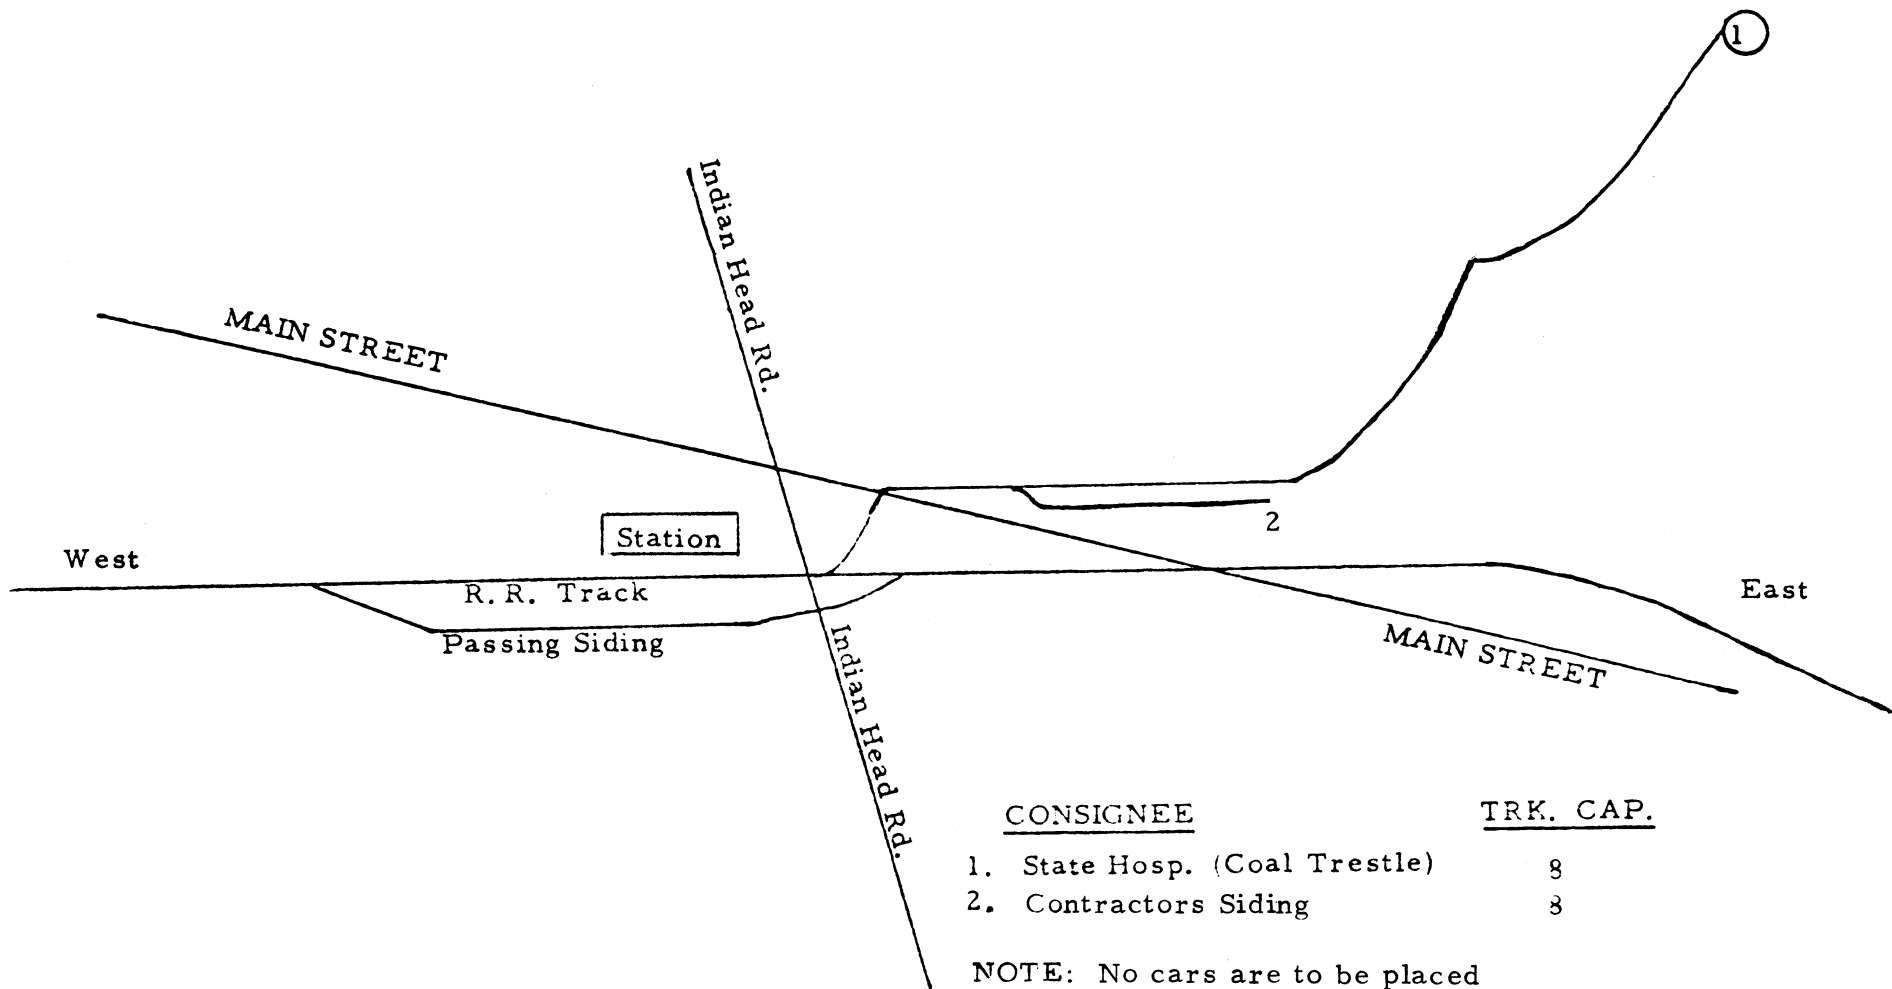 1
Indian Head Rd.
MAIN STREET
2
Station
West
R. R. Track
East
Passing Siding
MAIN STREET
Indian Head Rd.
CONSIGNEE TRK. CAP.
1. State Hosp. (Coal Trestle) 8
2. Contractors Siding 8
NOTE: No cars are to be placed